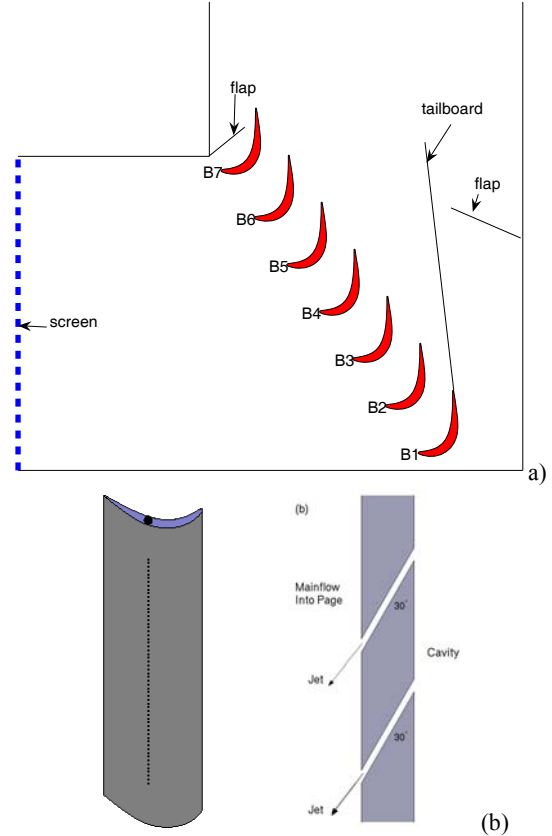 flap
tailboard
flap
B7
B6
B5
B4
B3
B2
B1
screen
a)
(b)
Mainflow
Into Page
30°
Cavity
Jet
30°
Jet
(b)